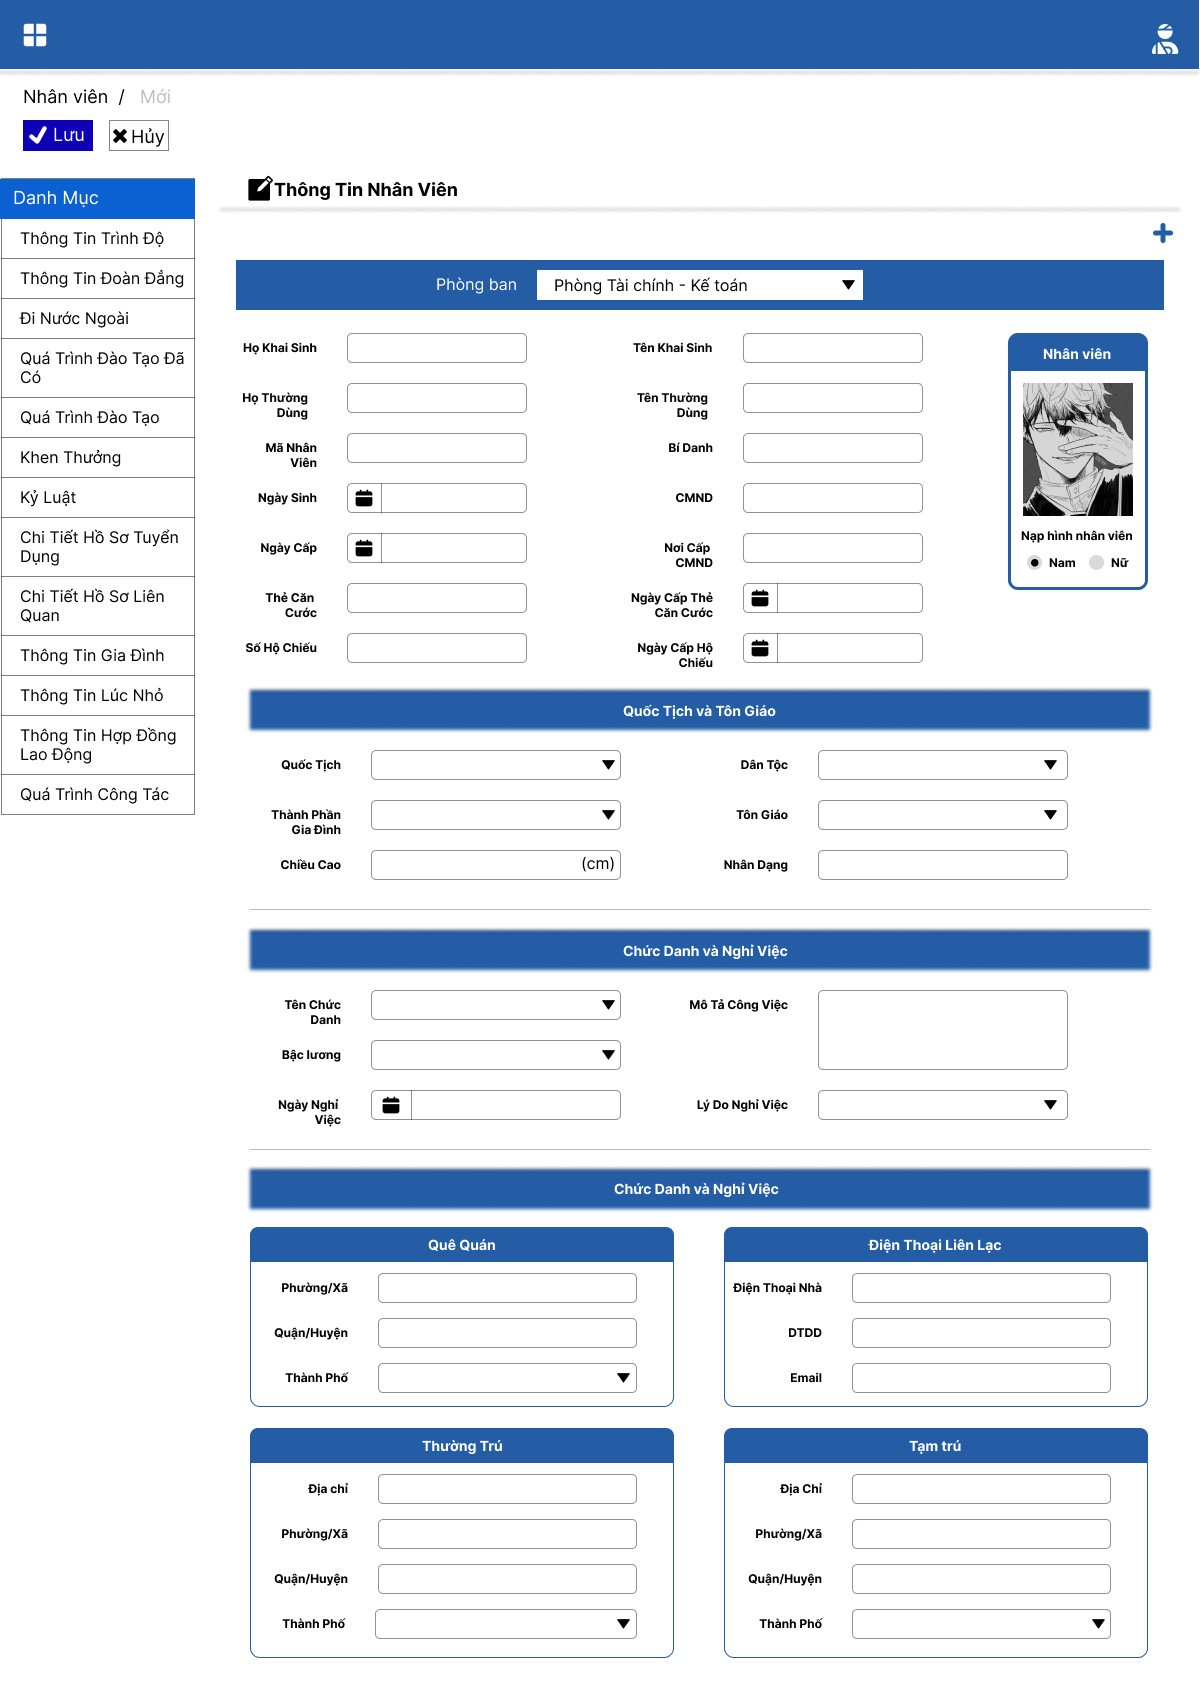 Nhân viên / Mới
Lưu
Hủy
Danh Mục
Thông Tin Trình Độ
Thông Tin Đoàn Đảng
Đi Nước Ngoài
Quá Trình Đào Tạo Đã
Có
Quá Trình Đào Tạo
Khen Thưởng
Kỷ Luật
Chi Tiết Hồ Sơ Tuyển
Dụng
Chi Tiết Hồ Sơ Liên
Quan
Thông Tin Gia Đình
Thông Tin Lúc Nhỏ
Thông Tin Hợp Đồng
Lao Động
Quá Trình Công Tác
Thông Tin Nhân Viên
Phòng ban
Phòng Tài chính - Kế toán
Họ Khai Sinh
Tên Khai Sinh
Họ Thường
Dùng
Tên Thường
Dùng
Mã Nhân
Viên
Bí Danh
Ngày Sinh
CMND
Ngày Cấp
Nơi Cấp
CMND
Thẻ Căn
Cước
Ngày Cấp Thẻ
Căn Cước
Số Hộ Chiếu
Ngày Cấp Hộ
Chiếu
Nhân viên
Nạp hình nhân viên
Nam
Nữ
Quốc Tịch và Tôn Giáo
Quốc Tịch
Dân Tộc
Thành Phần
Gia Đình
Tôn Giáo
Chiều Cao
(cm)
Nhân Dạng
Chức Danh và Nghỉ Việc
Tên Chức
Danh
Mô Tả Công Việc
Bậc lương
Ngày Nghỉ
Việc
Lý Do Nghỉ Việc
Chức Danh và Nghỉ Việc
Quê Quán
Phường/Xã
Quận/Huyện
Thành Phố
Điện Thoại Liên Lạc
Điện Thoại Nhà
DTDD
Email
Thường Trú
Địa chỉ
Phường/Xã
Quận/Huyện
Thành Phố
Tạm trú
Địa Chỉ
Phường/Xã
Quận/Huyện
Thành Phố